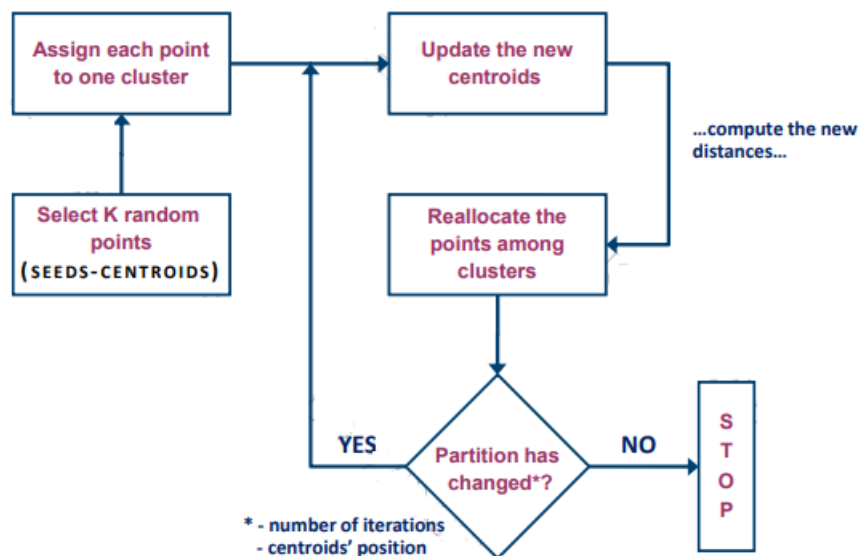 Assign each point
to one cluster
Update the new
centroids
...compute the new
distances...
Select K random
points
(SEEDS-CENTROIDS)
Reallocate the
points among
clusters
YES
Partition has
changed*?
NO
S
T
O
P
* - number of iterations
- centroids' position